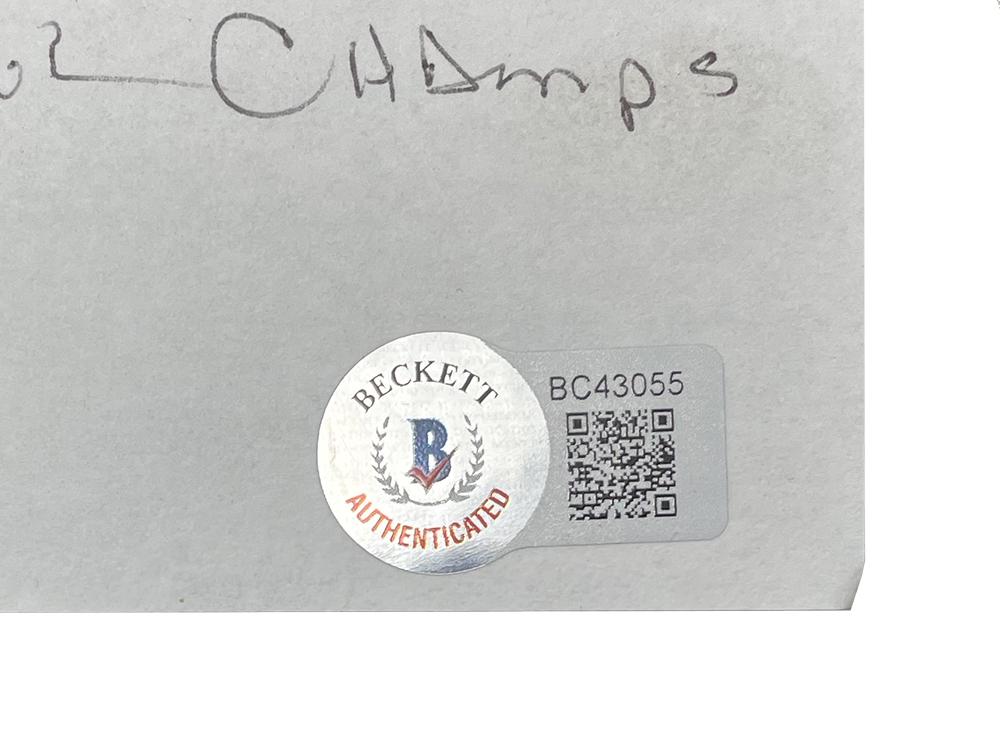 CHAmps
BECKETT
B
AUTHENTICATED
BC43055